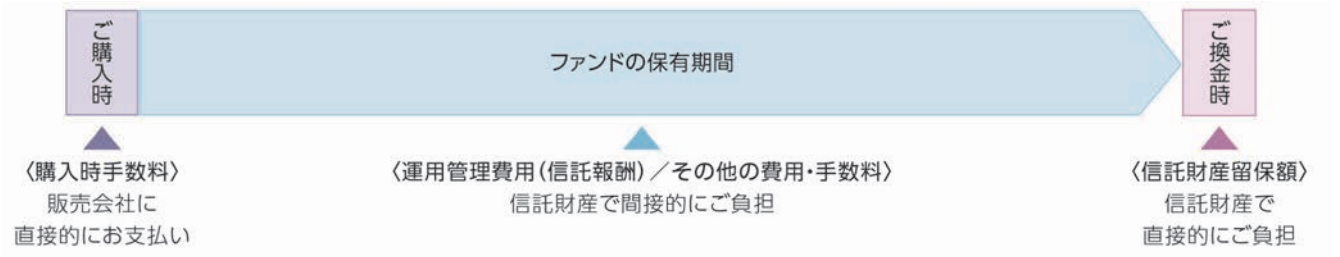 ご購入時
ファンドの保有期間
ご換金時
〈購入時手数料〉
販売会社に
直接的にお支払い
〈運用管理費用(信託報酬)／その他の費用・手数料〉
信託財産で間接的にご負担
〈信託財産留保額〉
信託財産で
直接的にご負担